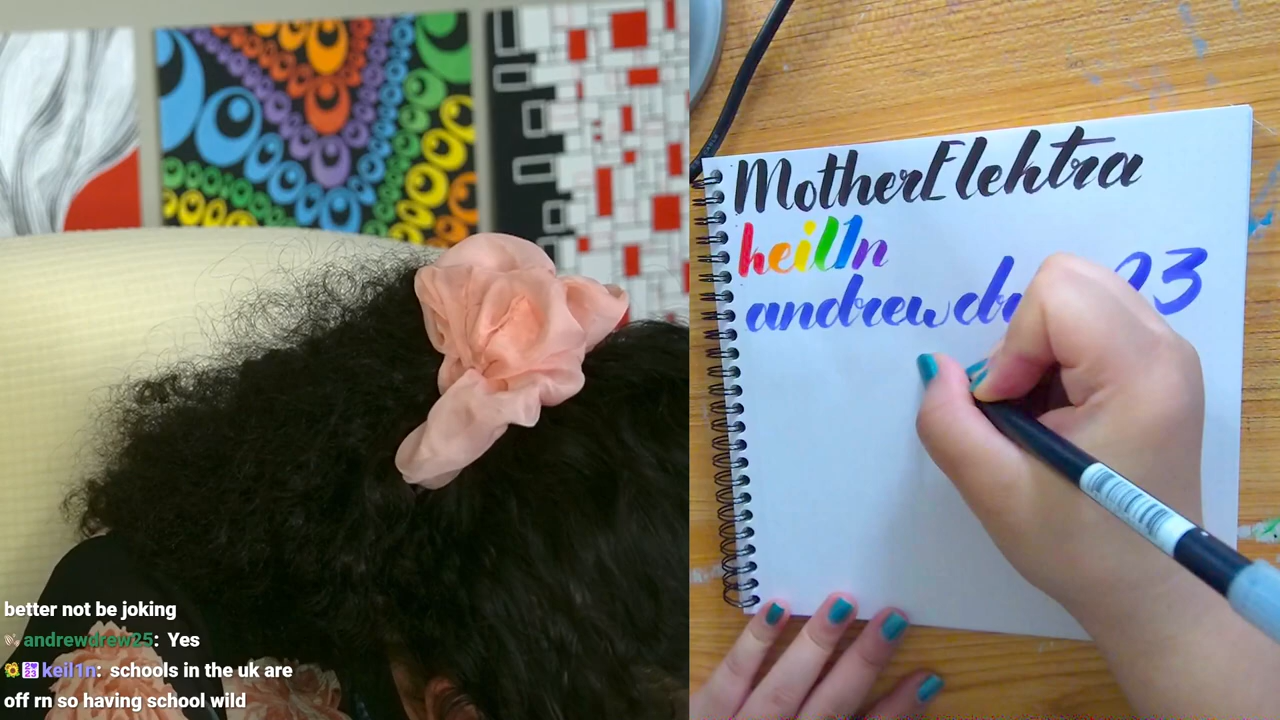 MotherElektra
keil1n
andrewdr 23
better not be joking
andrewdrew25: Yes
keil1n: schools in the uk are
off rn so having school wild